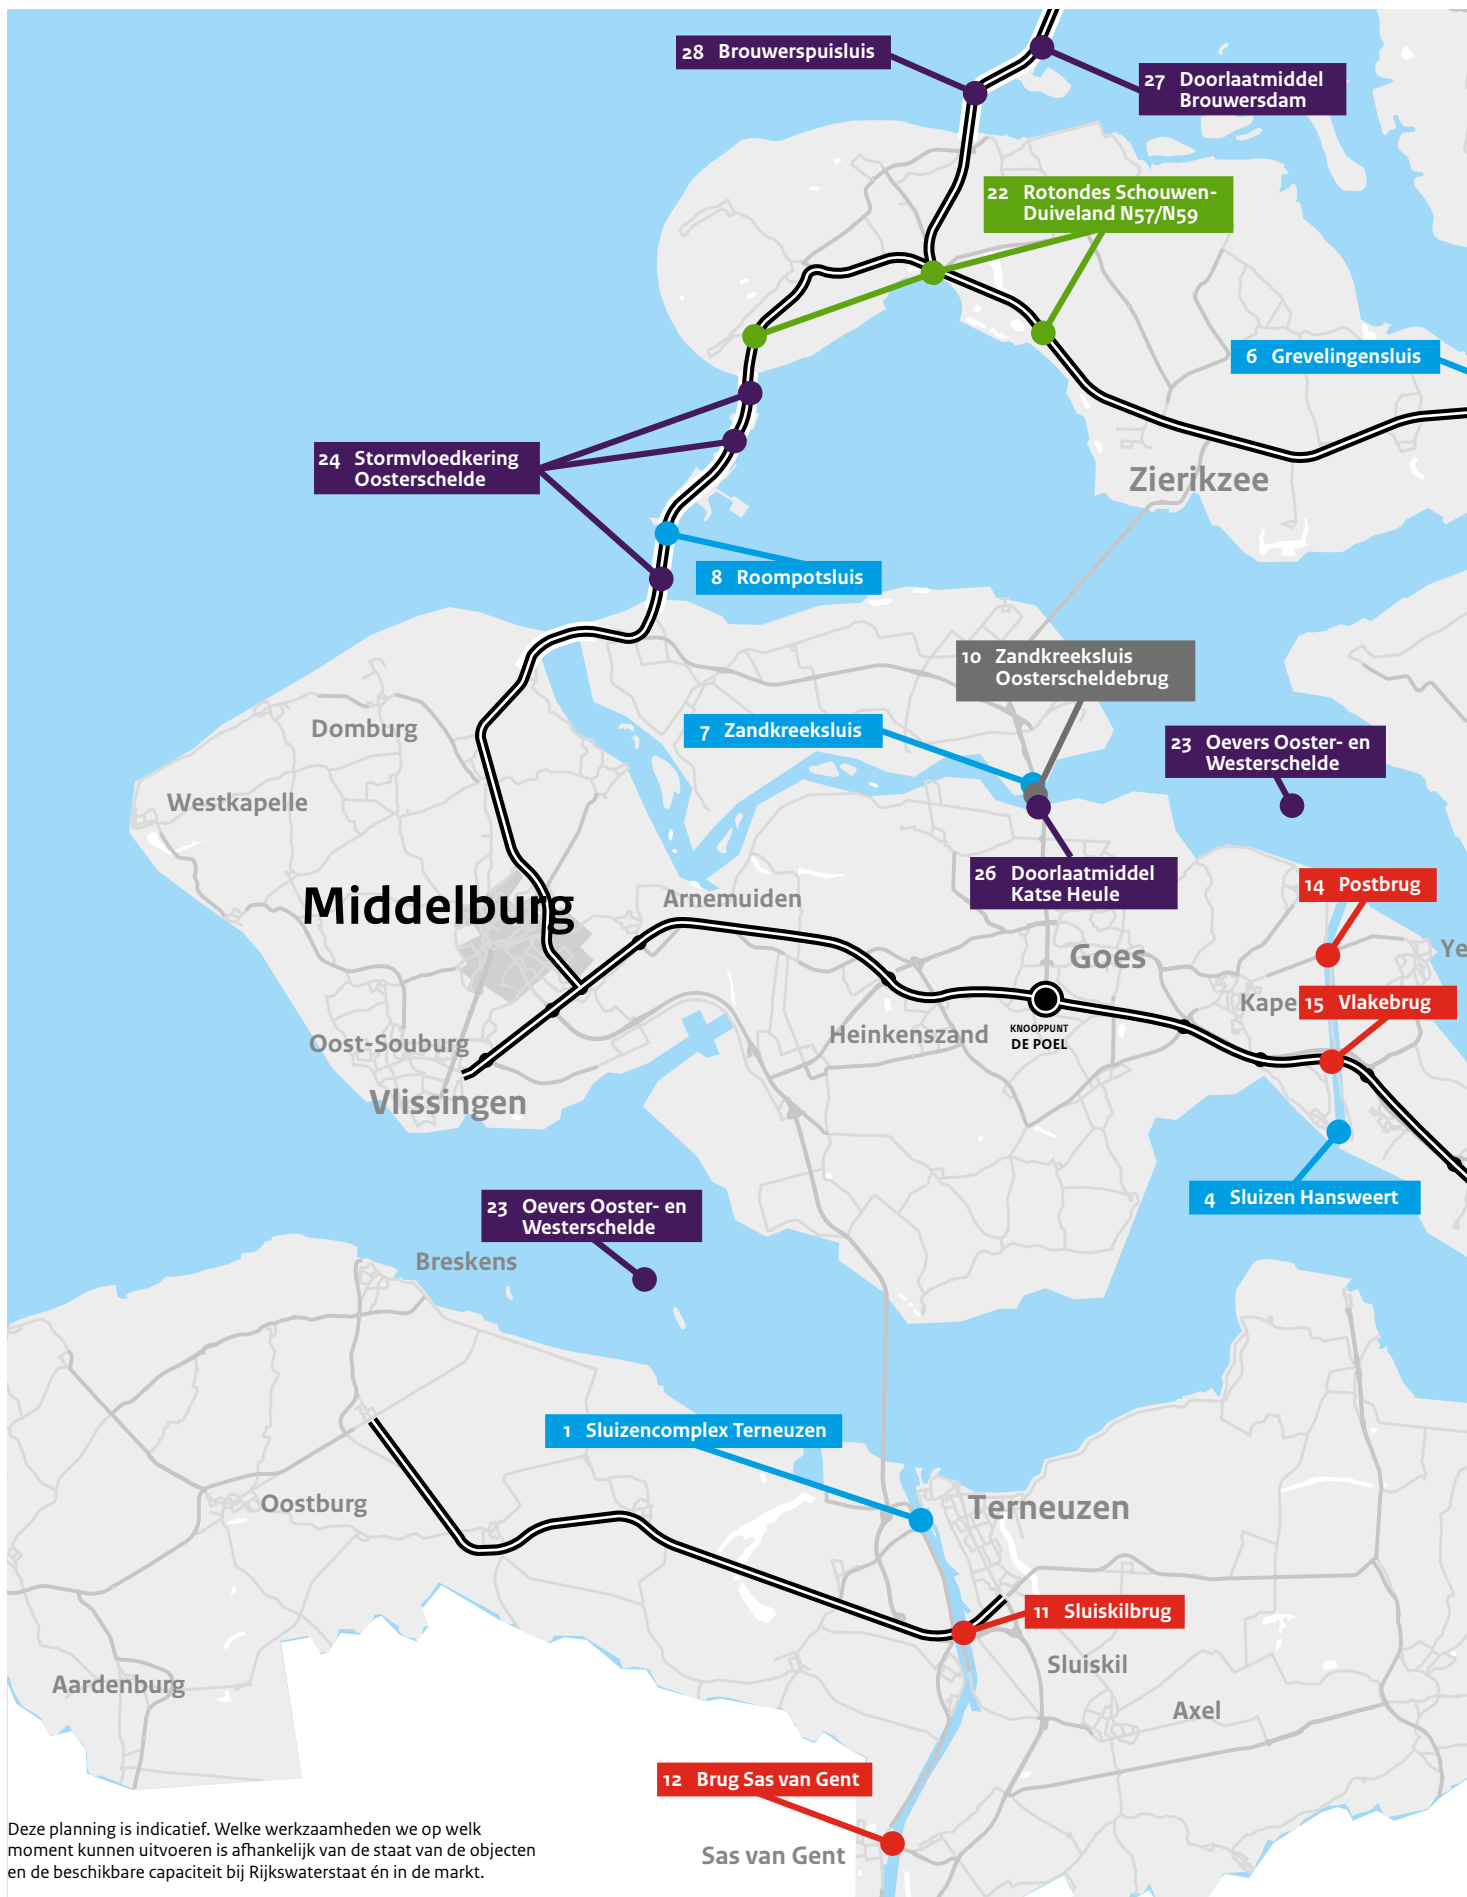 28 Brouwerspuisluis
27 Doorlaatmiddel
Brouwersdam
22 Rotondes Schouwen-
Duiveland N57/N59
6 Grevelingensluis
24 Stormvloedkering
Oosterschelde
Zierikzee
8 Roompotsluis
10 Zandkreeksluis
Oosterscheldebrug
Domburg
7 Zandkreeksluis
23 Oevers Ooster- en
Westerschelde
Westkapelle
26 Doorlaatmiddel
Katse Heule
14 Postbrug
Middelburg
Arnemuiden
Goes
Ye
Kape
15 Vlakebrug
Heinkenszand
KNOOPPUNT
DE POEL
Oost-Souburg
Vlissingen
4 Sluizen Hansweert
23 Oevers Ooster- en
Westerschelde
Breskens
1 Sluizencomplex Terneuzen
Oostburg
Terneuzen
11 Sluiskilbrug
Sluiskil
Aardenburg
Axel
12 Brug Sas van Gent
Sas van Gent
Deze planning is indicatief. Welke werkzaamheden we op welk
moment kunnen uitvoeren is afhankelijk van de staat van de objecten
en de beschikbare capaciteit bij Rijkswaterstaat én in de markt.